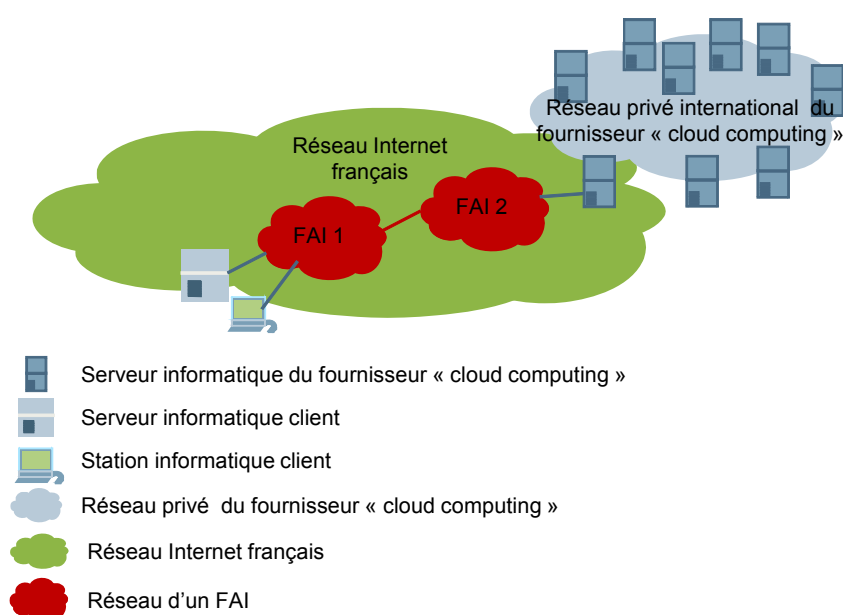 Réseau privé international du
fournisseur « cloud computing »
Réseau Internet
français
FAI 2
FAI 1
Serveur informatique du fournisseur « cloud computing »
Serveur informatique client
Station informatique client
Réseau privé du fournisseur « cloud computing »
Réseau Internet français
Réseau d'un FAI